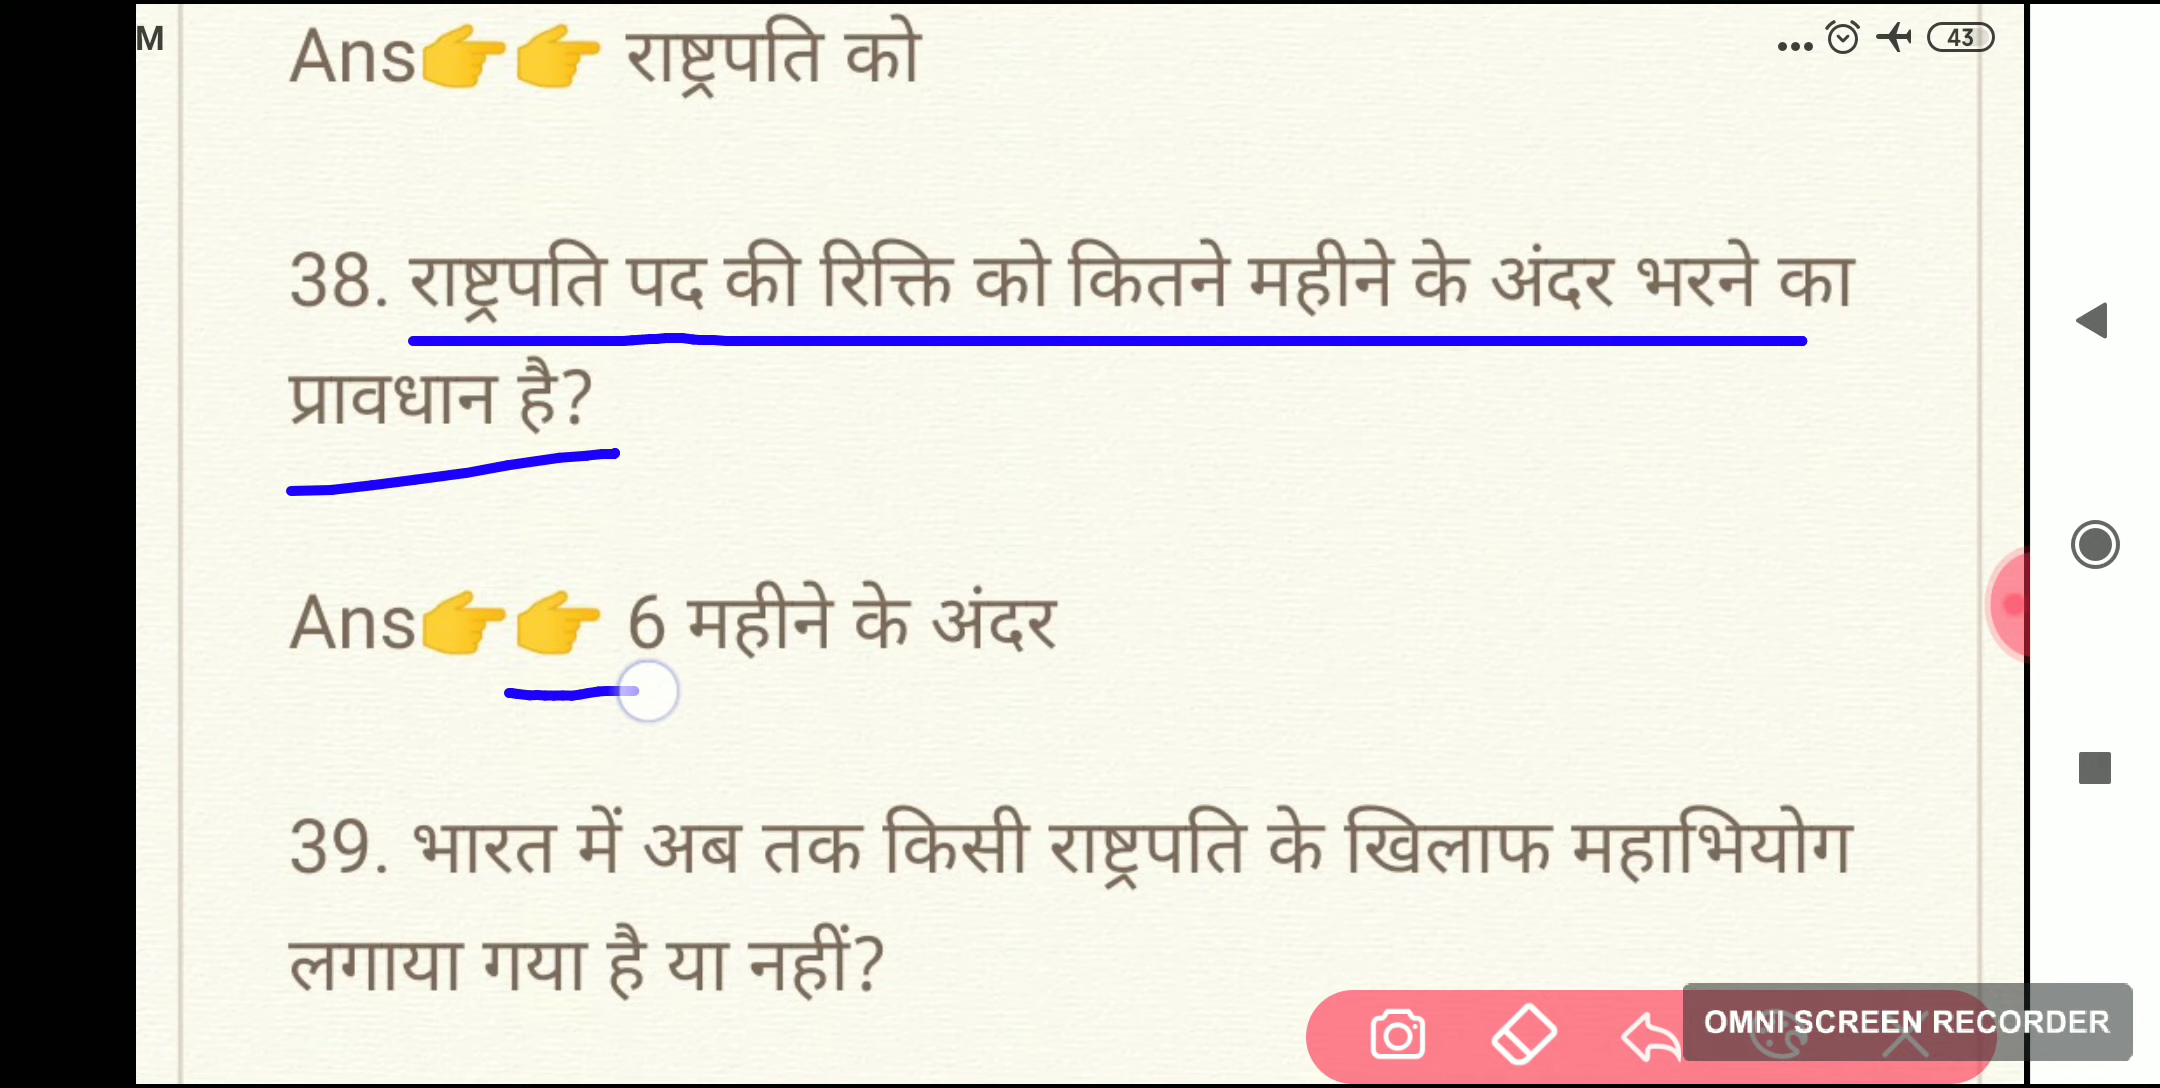 M
43
Ans👉👉 राष्ट्रपति को
38. राष्ट्रपति पद की रिक्ति को कितने महीने के अंदर भरने का
प्रावधान है?
Ans👉👉 6 महीने के अंदर
39. भारत में अब तक किसी राष्ट्रपति के खिलाफ महाभियोग
लगाया गया है या नहीं?
OMNI SCREEN RECORDER